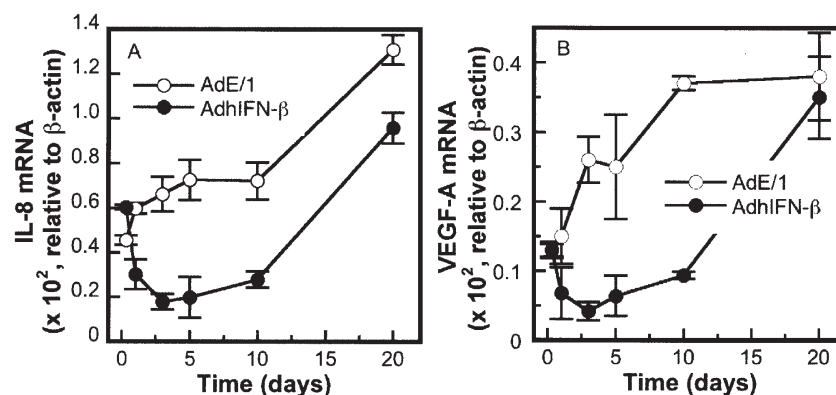 A
IL-8 mRNA
(x 10², relative to β-actin)
1.4
1.2
1.0
0.8
0.6
0.4
0.2
0
AdE/1
AdhIFN-β
0 5 10 15 20
Time (days)
B
VEGF-A mRNA
(x 10², relative to β-actin)
0.4
0.3
0.2
0.1
0
AdE/1
AdhIFN-β
0 5 10 15 20
Time (days)